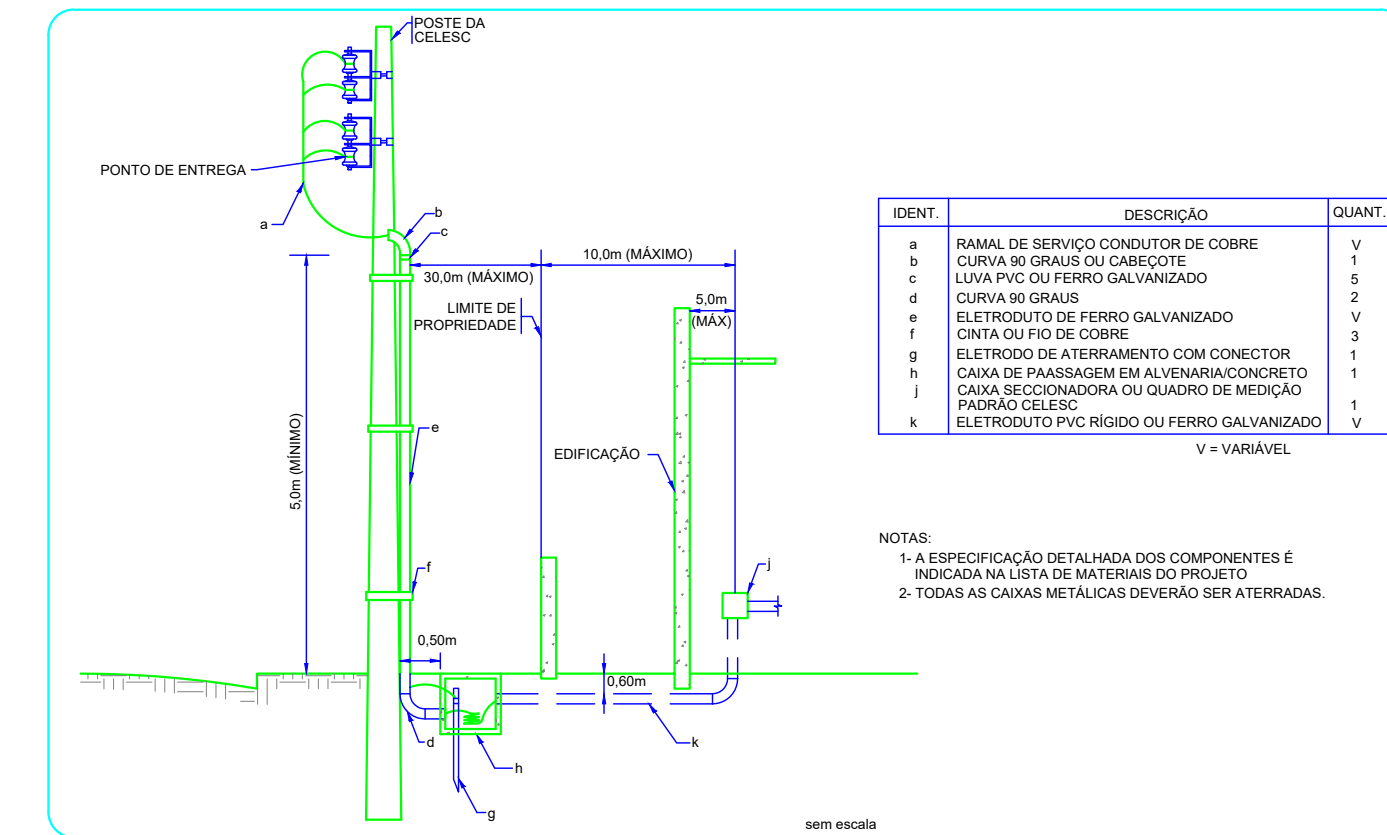 POSTE DA
CELESC
PONTO DE ENTREGA
a
b
c
30,0m (MÁXIMO)
10,0m (MÁXIMO)
LIMITE DE
PROPRIEDADE
5,0m
(MÁX)
5,0m (MÍNIMO)
e
EDIFICAÇÃO
f
j
0,50m
0,60m
d
h
k
g
sem escala
IDENT. DESCRIÇÃO QUANT.
a RAMAL DE SERVIÇO CONDUTOR DE COBRE V
b CURVA 90 GRAUS OU CABEÇOTE 1
c LUVA PVC OU FERRO GALVANIZADO 5
d CURVA 90 GRAUS 2
e ELETRODUTO DE FERRO GALVANIZADO V
f CINTA OU FIO DE COBRE 3
g ELETRODO DE ATERRAMENTO COM CONECTOR 1
h CAIXA DE PAASSAGEM EM ALVENARIA/CONCRETO 1
j CAIXA SECCIONADORA OU QUADRO DE MEDIÇÃO
PADRÃO CELESC 1
k ELETRODUTO PVC RÍGIDO OU FERRO GALVANIZADO V
V = VARIÁVEL
NOTAS:
1- A ESPECIFICAÇÃO DETALHADA DOS COMPONENTES É
INDICADA NA LISTA DE MATERIAIS DO PROJETO
2- TODAS AS CAIXAS METÁLICAS DEVERÃO SER ATERRADAS.